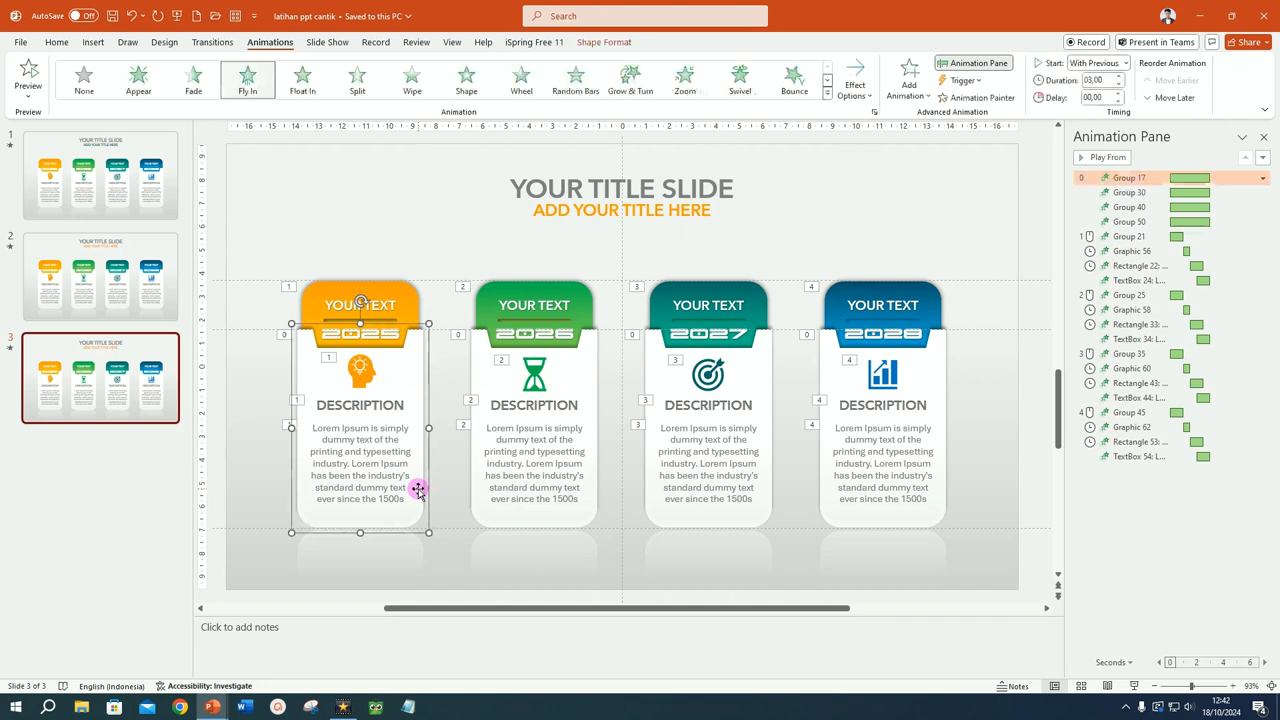 AutoSave Off
latihan ppt cantik • Saved to this PC
Search
File Home Insert Draw Design Transitions Animations Slide Show Record Review View Help iSpring Free 11 Shape Format
Record Present in Teams Share
Preview
None Appear Fade Fly In Float In Split Wipe Shape Wheel Random Bars Grow & Turn Zoom Swivel Bounce
Effect Options
Add Animation
Animation Pane
Trigger
Animation Painter
Start: With Previous
Duration: 03,00
Delay: 00,00
Reorder Animation
Move Earlier
Move Later
Preview Animation Advanced Animation Timing
1
2
3
YOUR TITLE SLIDE
ADD YOUR TITLE HERE
YOUR TEXT
2025
DESCRIPTION
Lorem Ipsum is simply
dummy text of the
printing and typesetting
industry. Lorem Ipsum
has been the industry's
standard dummy text
ever since the 1500s
YOUR TEXT
2026
DESCRIPTION
Lorem Ipsum is simply
dummy text of the
printing and typesetting
industry. Lorem Ipsum
has been the industry's
standard dummy text
ever since the 1500s
YOUR TEXT
2027
DESCRIPTION
Lorem Ipsum is simply
dummy text of the
printing and typesetting
industry. Lorem Ipsum
has been the industry's
standard dummy text
ever since the 1500s
YOUR TEXT
2028
DESCRIPTION
Lorem Ipsum is simply
dummy text of the
printing and typesetting
industry. Lorem Ipsum
has been the industry's
standard dummy text
ever since the 1500s
Animation Pane
Play From
0 Group 17
Group 30
Group 40
Group 50
1 Group 21
Graphic 56
Rectangle 22:
TextBox 24: L
2 Group 25
Graphic 58
Rectangle 33:
TextBox 34: L
3 Group 35
Graphic 60
Rectangle 43:
TextBox 44: L
4 Group 45
Graphic 62
Rectangle 53:
TextBox 54: L
Seconds 0 2 4 6
Click to add notes
Slide 3 of 3 English (Indonesia) Accessibility: Investigate Notes 93%
12:42
18/10/2024